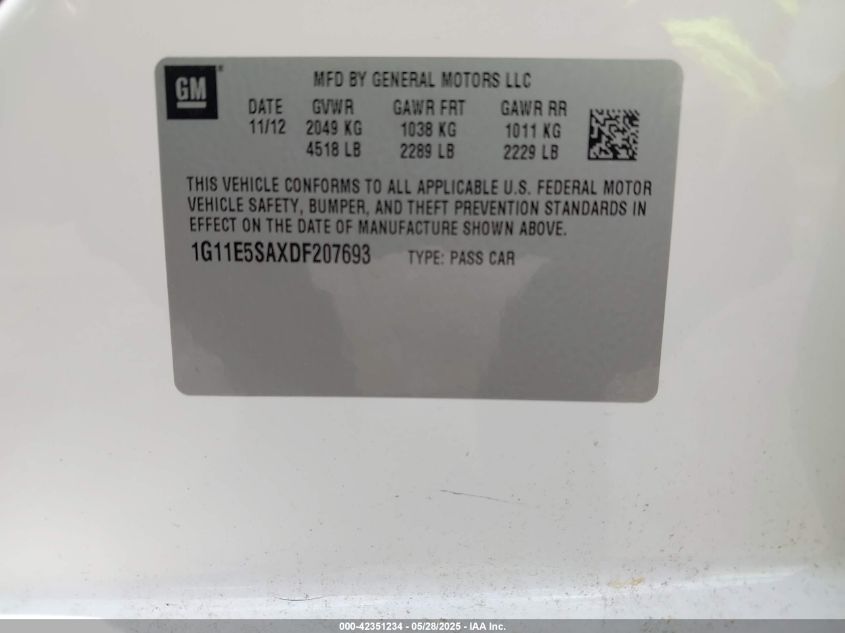 GM
MFD BY GENERAL MOTORS LLC
DATE GVWR GAWR FRT GAWR RR
11/12 2049 KG 1038 KG 1011 KG
4518 LB 2289 LB 2229 LB
THIS VEHICLE CONFORMS TO ALL APPLICABLE U.S. FEDERAL MOTOR
VEHICLE SAFETY, BUMPER, AND THEFT PREVENTION STANDARDS IN
EFFECT ON THE DATE OF MANUFACTURE SHOWN ABOVE.
1G11E5SAXDF207693 TYPE: PASS CAR
000-42351234 - 05/28/2025 - IAA Inc.